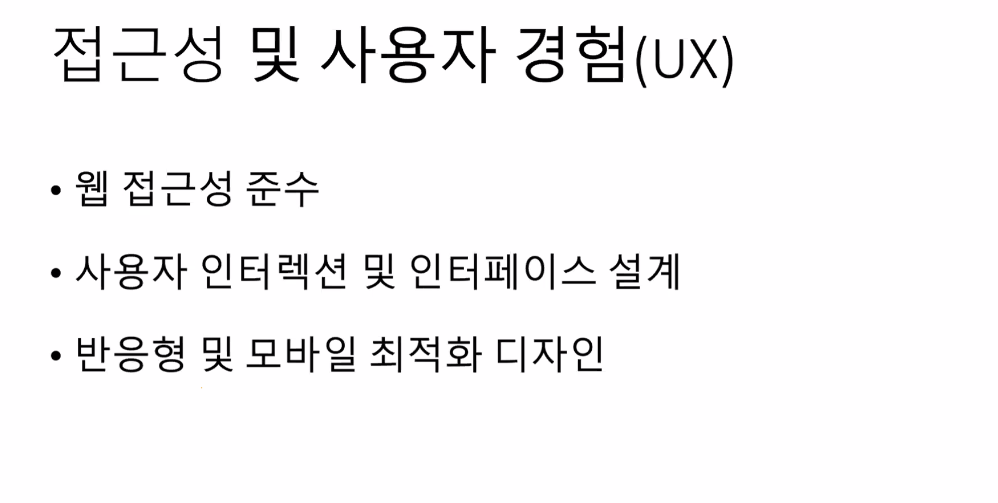 접근성 및 사용자 경험(UX)
• 웹 접근성 준수
• 사용자 인터렉션 및 인터페이스 설계
• 반응형 및 모바일 최적화 디자인